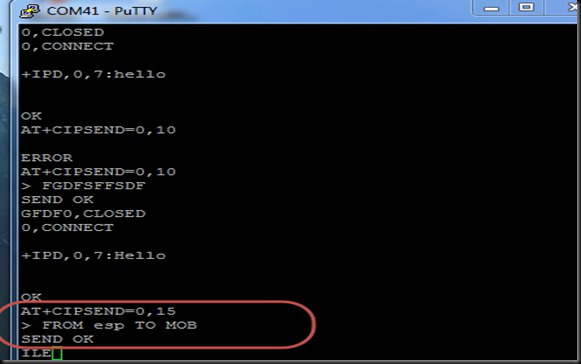 COM41 - PuTTY
0,CLOSED
0,CONNECT
+IPD,0,7:hello
OK
AT+CIPSEND=0,10
ERROR
AT+CIPSEND=0,10
> FGDFSFFSDF
SEND OK
GFDF0,CLOSED
0,CONNECT
+IPD,0,7:Hello
OK
AT+CIPSEND=0,15
> FROM esp TO MOB
SEND OK
ILE